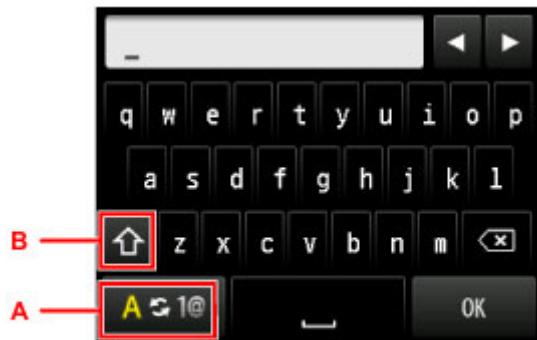 _
q w e r t y u i o p
a s d f g h j k l
B z x c v b n m
A A 1@ OK